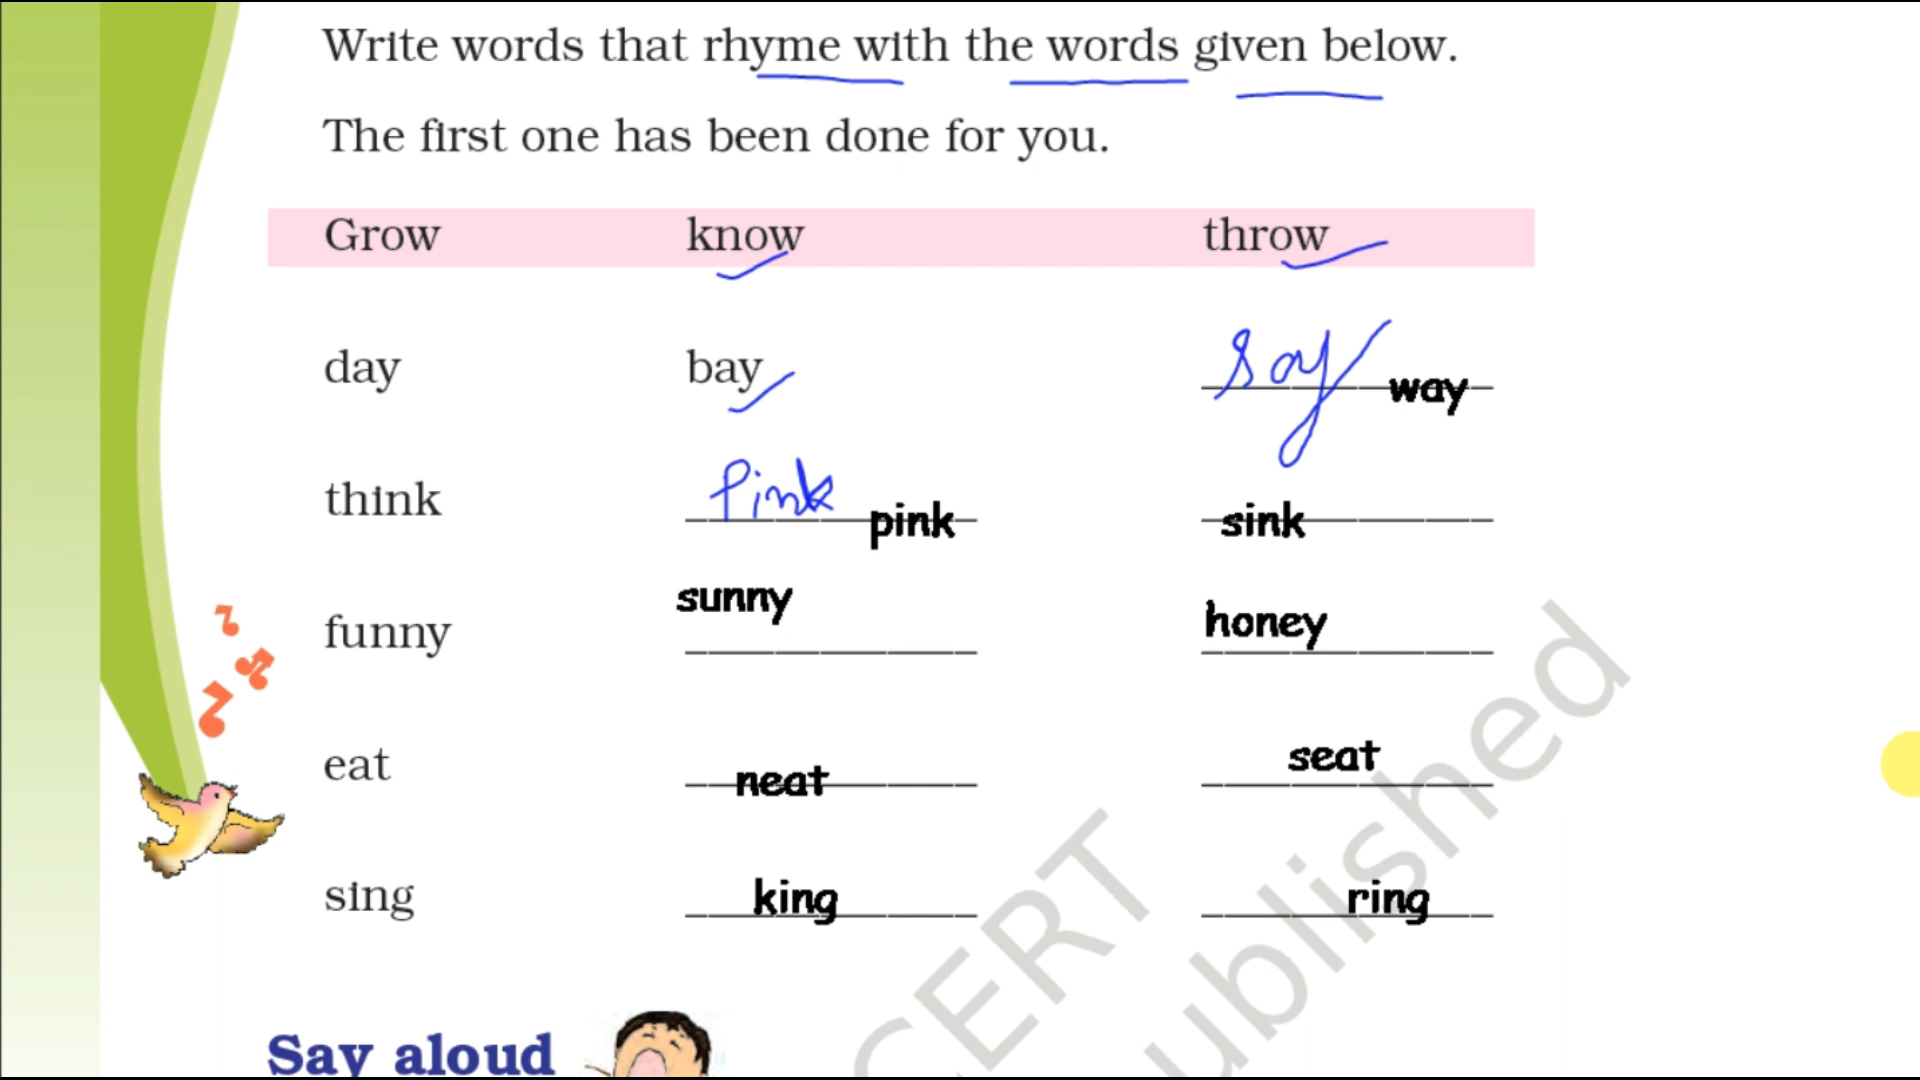 Write words that rhyme with the words given below.
The first one has been done for you.
Grow know throw
day bay say way
think Pink pink sink
funny sunny honey
eat neat seat
sing king ring
Say aloud
CERT
ublished